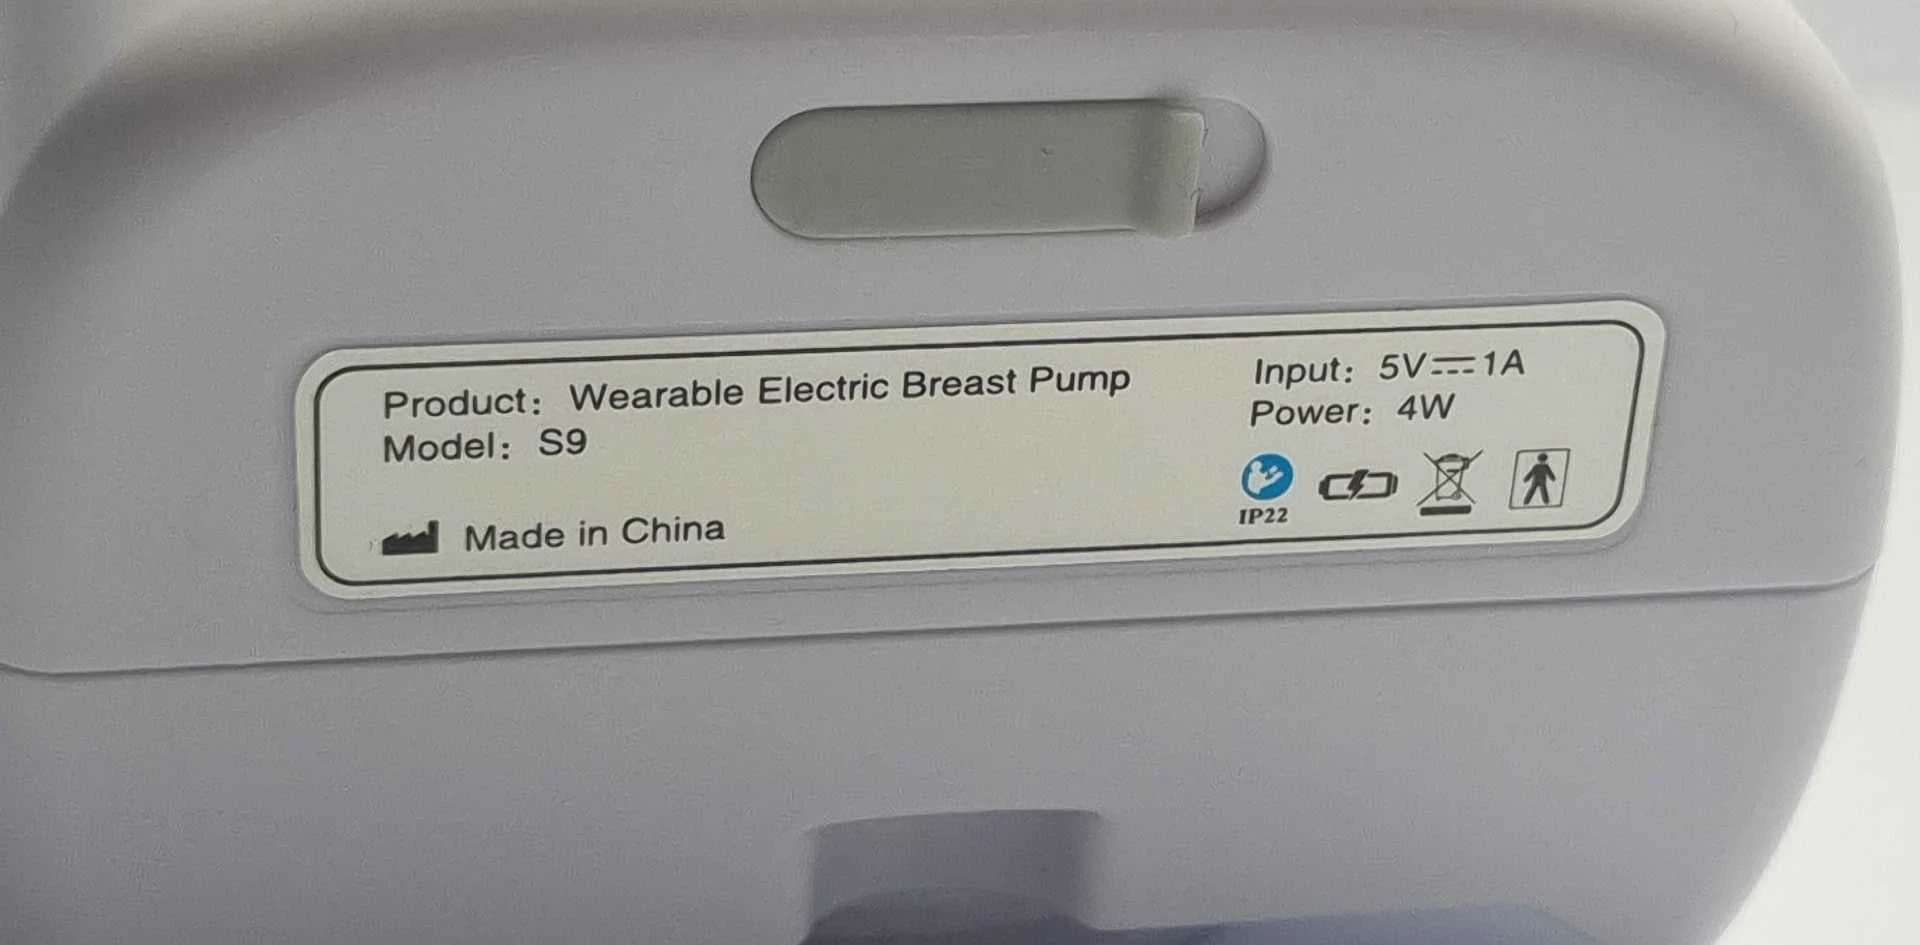 Product: Wearable Electric Breast Pump
Model: S9
Made in China
Input: 5V⎓1A
Power: 4W
IP22